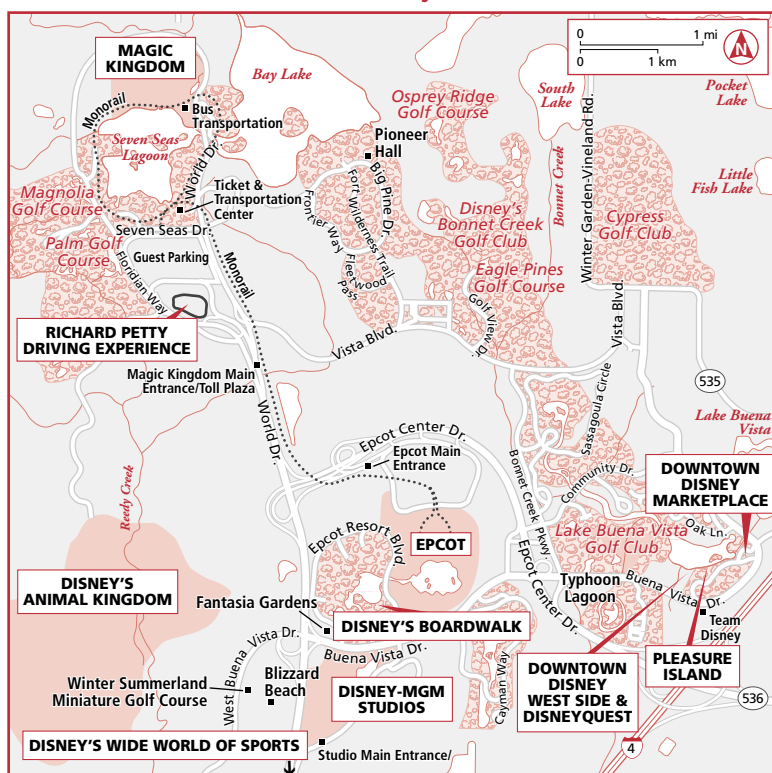 0 1 mi
0 1 km
N
MAGIC
KINGDOM
Bay Lake
South
Lake
Pocket
Lake
Osprey Ridge
Golf Course
Monorail
Bus
Transportation
Seven Seas
Lagoon
World Dr.
Pioneer
Hall
Big Pine Dr.
Fort Wilderness Trail
Frontier Way
Fleetwood
Pass
Bonnet Creek
Winter Garden-Vineland Rd.
Little
Fish Lake
Magnolia
Golf Course
Ticket &
Transportation
Center
Seven Seas Dr.
Palm Golf
Course
Guest Parking
Floridian Way
Monorail
Disney's
Bonnet Creek
Golf Club
Cypress
Golf Club
Eagle Pines
Golf Course
Golf View Dr.
Vista Blvd.
RICHARD PETTY
DRIVING EXPERIENCE
Vista Blvd.
Magic Kingdom Main
Entrance/Toll Plaza
535
World Dr.
Sassagoula Circle
Lake Buena
Vista
Epcot Center Dr.
Epcot Main
Entrance
Bonnet Creek Pkwy.
Community Dr.
DOWNTOWN
DISNEY
MARKETPLACE
Reedy Creek
Oak Ln.
Epcot Resort Blvd.
EPCOT
Lake Buena Vista
Golf Club
Epcot Center Dr.
DISNEY'S
ANIMAL KINGDOM
Typhoon
Lagoon
Buena Vista Dr.
Team
Disney
Fantasia Gardens
DISNEY'S BOARDWALK
West Buena Vista Dr.
Buena Vista Dr.
Cayman Way
PLEASURE
ISLAND
Winter Summerland
Miniature Golf Course
Blizzard
Beach
DISNEY-MGM
STUDIOS
DOWNTOWN
DISNEY
WEST SIDE &
DISNEYQUEST
536
DISNEY'S WIDE WORLD OF SPORTS
Studio Main Entrance/
4